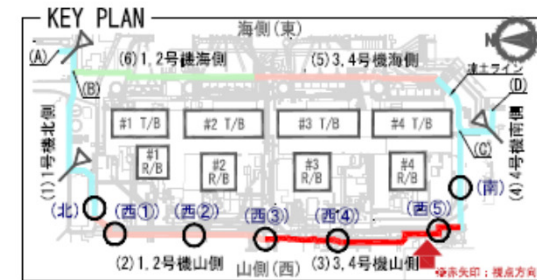 KEY PLAN
海側(東)
N
(A)
(6)1,2号機海側
(5)3,4号機海側
凍土ライン
(B)
(D)
(1)1号機北側
#1 T/B
#2 T/B
#3 T/B
#4 T/B
(C)
(4)4号機南側
#1
R/B
#2
R/B
#3
R/B
#4
R/B
(北)
(西①)
(西②)
(西③)
(西④)
(西⑤)
(南)
(2)1,2号機山側
山側(西)
(3)3,4号機山側
※赤矢印：視点方向